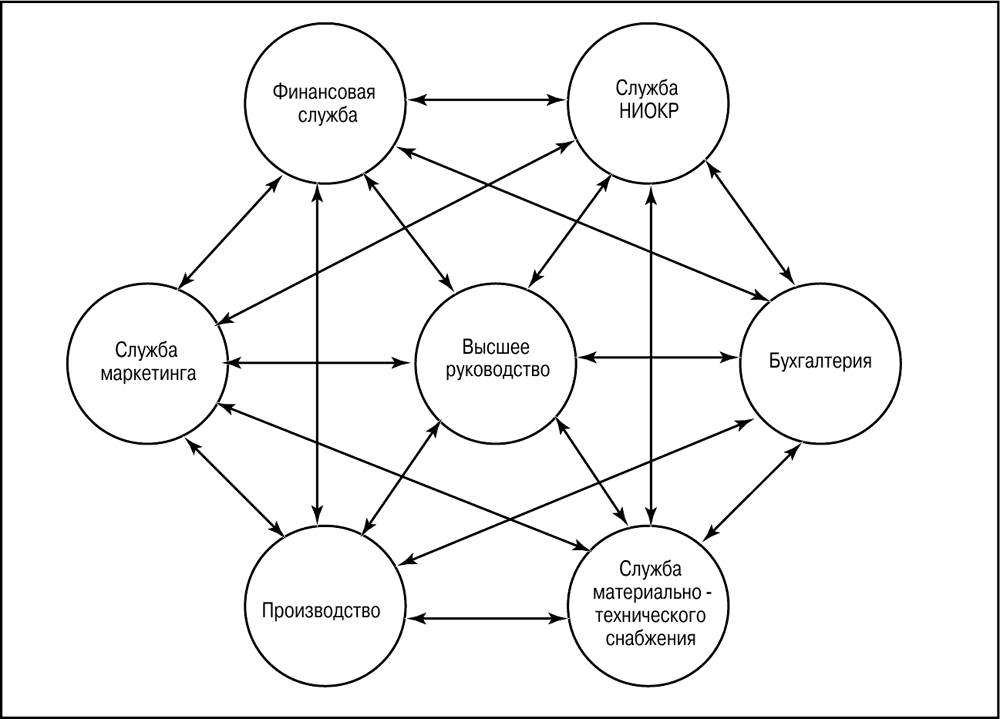 Финансовая
служба
Служба
НИОКР
Служба
маркетинга
Высшее
руководство
Бухгалтерия
Производство
Служба
материально -
технического
снабжения